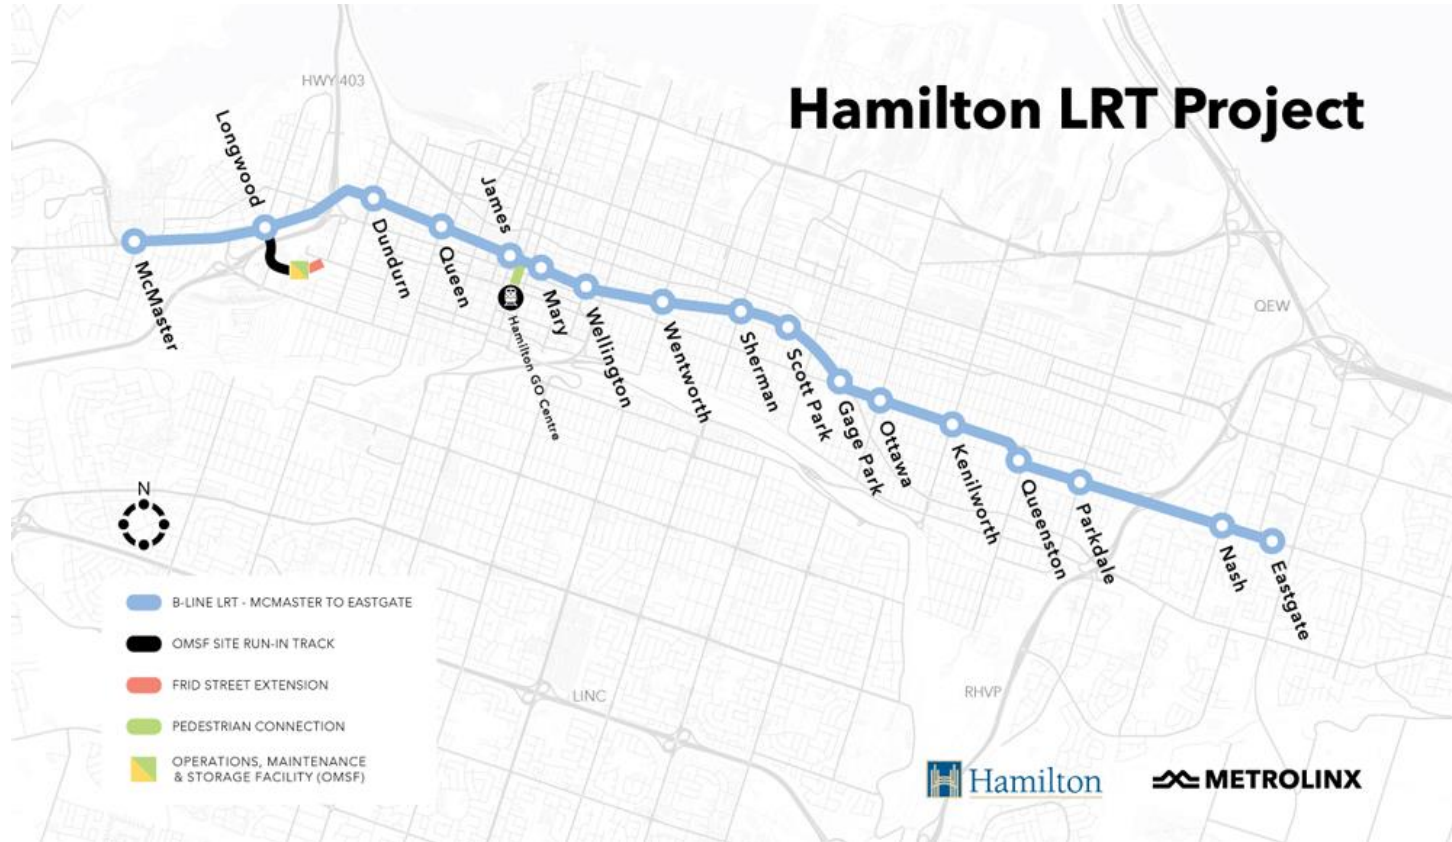 Hamilton LRT Project
HWY 403
Longwood
James
McMaster
Dundurn
Queen
Hamilton GO Centre
Mary
Wellington
Wentworth
Sherman
Scott Park
Gage Park
Ottawa
Kenilworth
Queenston
Parkdale
Nash
Eastgate
QEW
N
B-LINE LRT - MCMASTER TO EASTGATE
OMSF SITE RUN-IN TRACK
FRID STREET EXTENSION
PEDESTRIAN CONNECTION
OPERATIONS, MAINTENANCE
& STORAGE FACILITY (OMSF)
LINC
RHVP
Hamilton
METROLINX